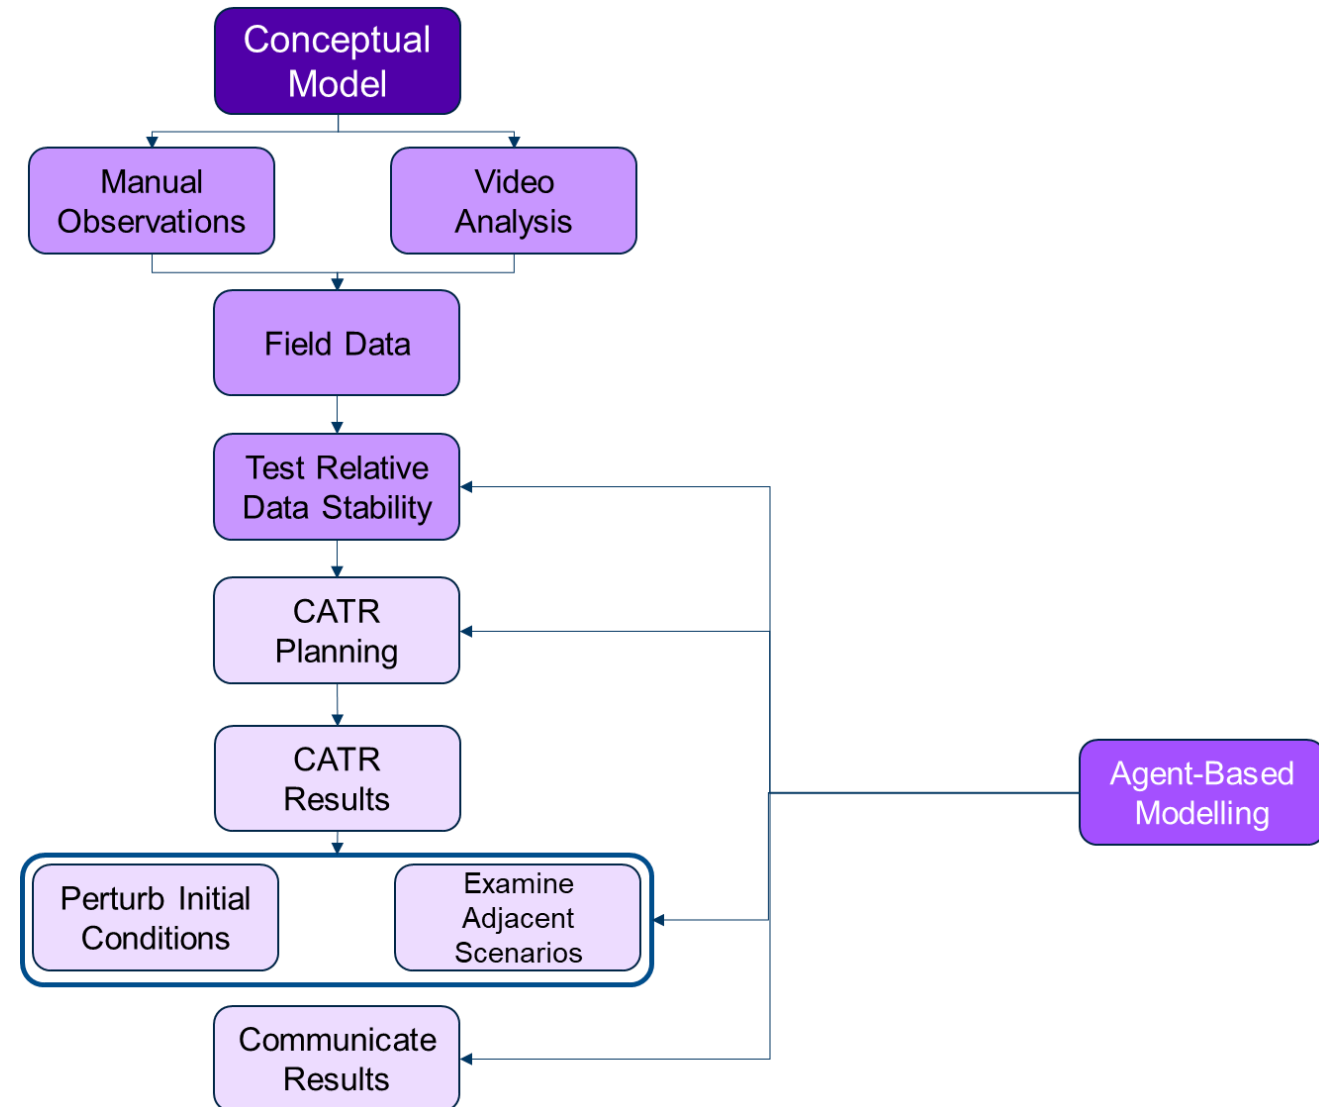 Conceptual
Model
Manual
Observations
Video
Analysis
Field Data
Test Relative
Data Stability
CATR
Planning
CATR
Results
Agent-Based
Modelling
Perturb Initial
Conditions
Examine
Adjacent
Scenarios
Communicate
Results